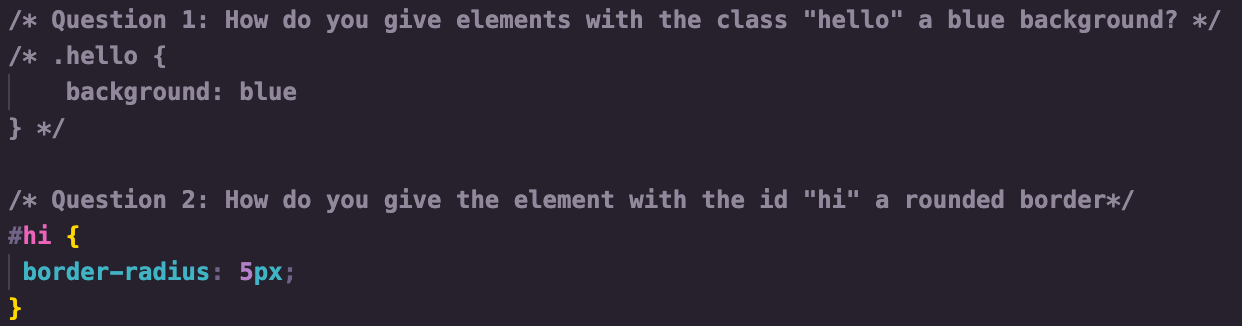 /* Question 1: How do you give elements with the class "hello" a blue background? */
/* .hello {
    background: blue
} */

/* Question 2: How do you give the element with the id "hi" a rounded border*/
#hi {
 border-radius: 5px;
}